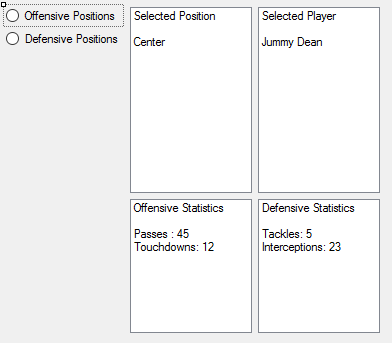 Offensive Positions
Defensive Positions
Selected Position
Center
Selected Player
Jummy Dean
Offensive Statistics
Passes : 45
Touchdowns: 12
Defensive Statistics
Tackles: 5
Interceptions: 23